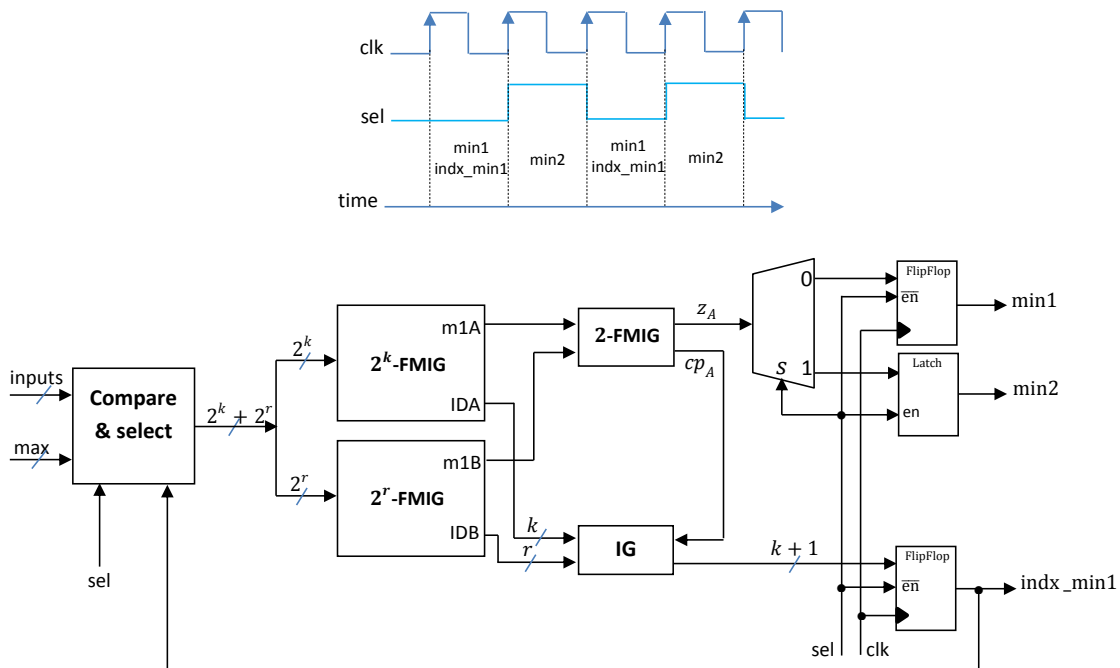 clk
sel
min1
indx_min1
min2
min1
indx_min1
min2
time
inputs
max
Compare
& select
sel
2^k + 2^r
2^k
2^r
2^k-FMIG
m1A
IDA
2^r-FMIG
m1B
IDB
k
r
2-FMIG
z_A
cp_A
IG
k + 1
0
S
1
FlipFlop
e̅n̅
min1
Latch
en
min2
FlipFlop
e̅n̅
indx_min1
sel
clk